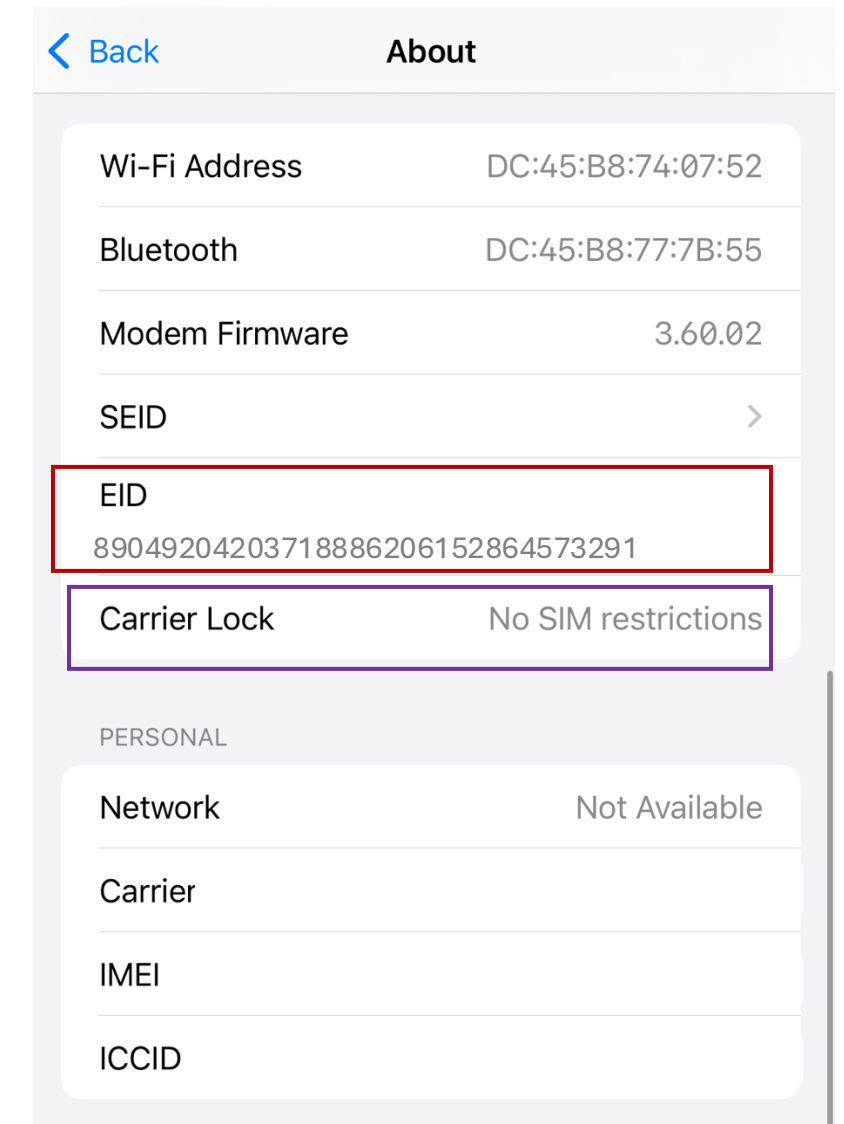 Back About
Wi-Fi Address DC:45:B8:74:07:52
Bluetooth DC:45:B8:77:7B:55
Modem Firmware 3.60.02
SEID
EID
89049204203718886206152864573291
Carrier Lock No SIM restrictions
PERSONAL
Network Not Available
Carrier
IMEI
ICCID